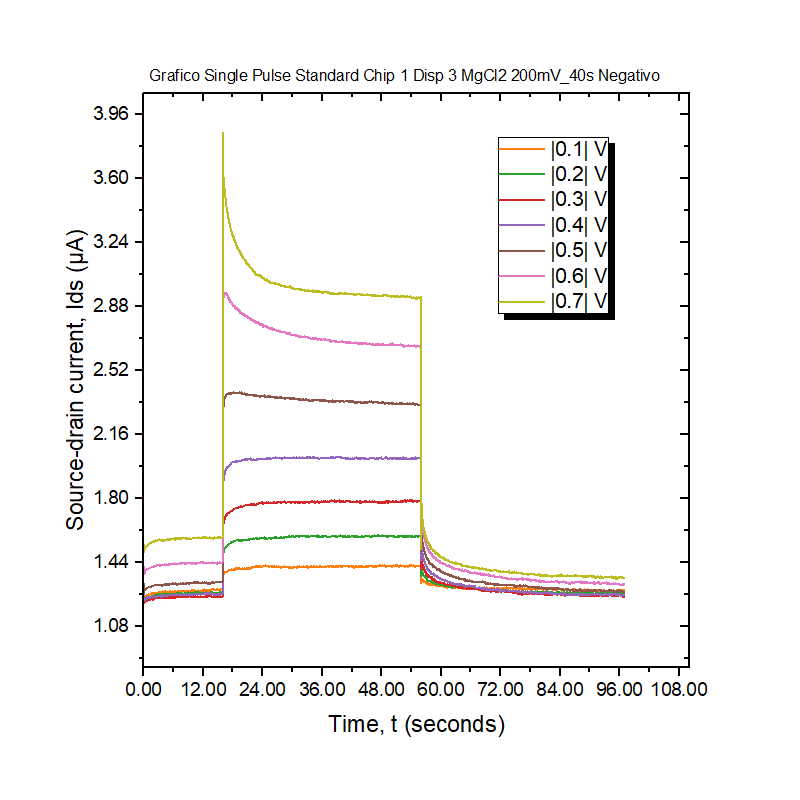 Grafico Single Pulse Standard Chip 1 Disp 3 MgCl2 200mV_40s Negativo
3.96
3.60
3.24
2.88
2.52
2.16
1.80
1.44
1.08
Source-drain current, Ids (µA)
|0.1| V
|0.2| V
|0.3| V
|0.4| V
|0.5| V
|0.6| V
|0.7| V
0.00 12.00 24.00 36.00 48.00 60.00 72.00 84.00 96.00 108.00
Time, t (seconds)